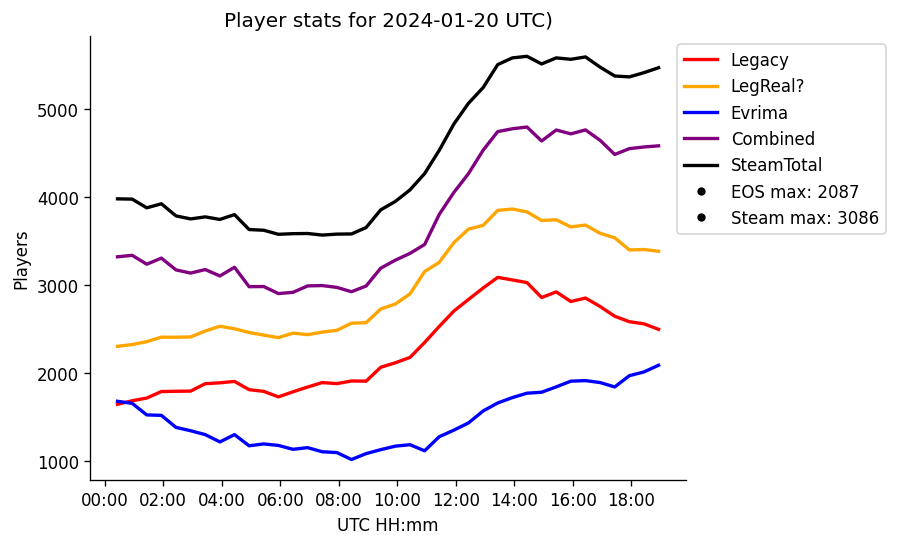 Player stats for 2024-01-20 UTC)
Legacy
LegReal?
Evrima
Combined
SteamTotal
EOS max: 2087
Steam max: 3086
Players
5000
4000
3000
2000
1000
00:00 02:00 04:00 06:00 08:00 10:00 12:00 14:00 16:00 18:00
UTC HH:mm